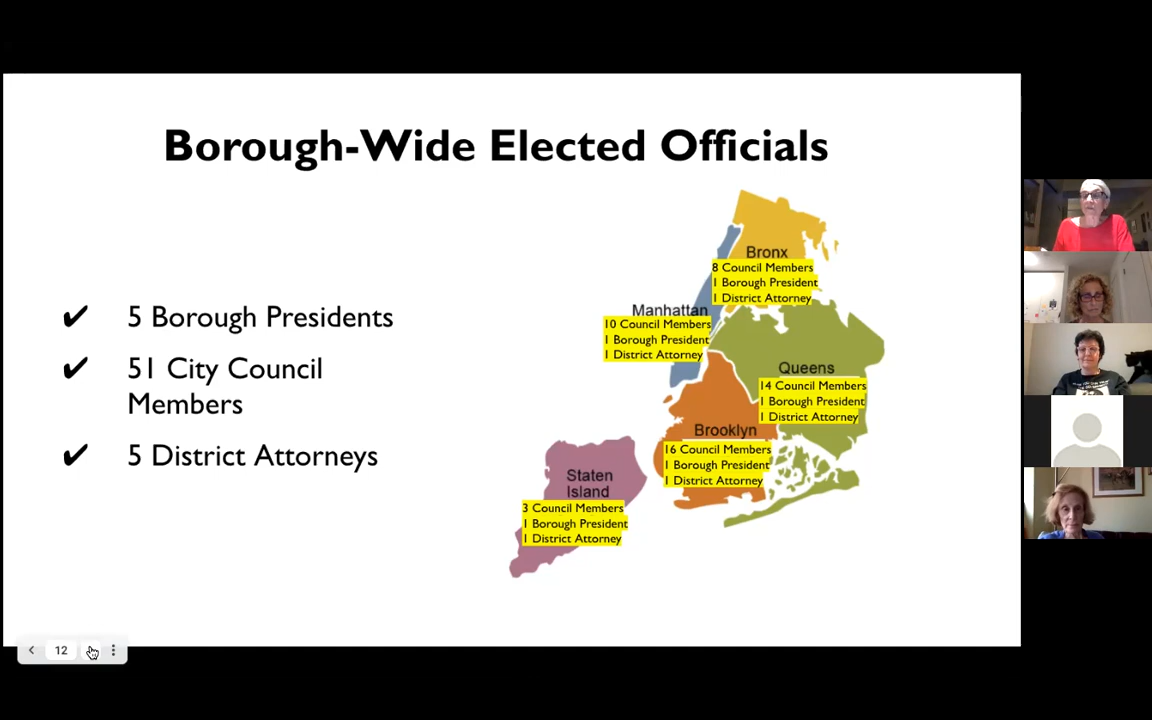 Borough-Wide Elected Officials
✔ 5 Borough Presidents
✔ 51 City Council
Members
✔ 5 District Attorneys
Bronx
8 Council Members
1 Borough President
1 District Attorney
Manhattan
10 Council Members
1 Borough President
1 District Attorney
Queens
14 Council Members
1 Borough President
1 District Attorney
Brooklyn
16 Council Members
1 Borough President
1 District Attorney
Staten
Island
3 Council Members
1 Borough President
1 District Attorney
12